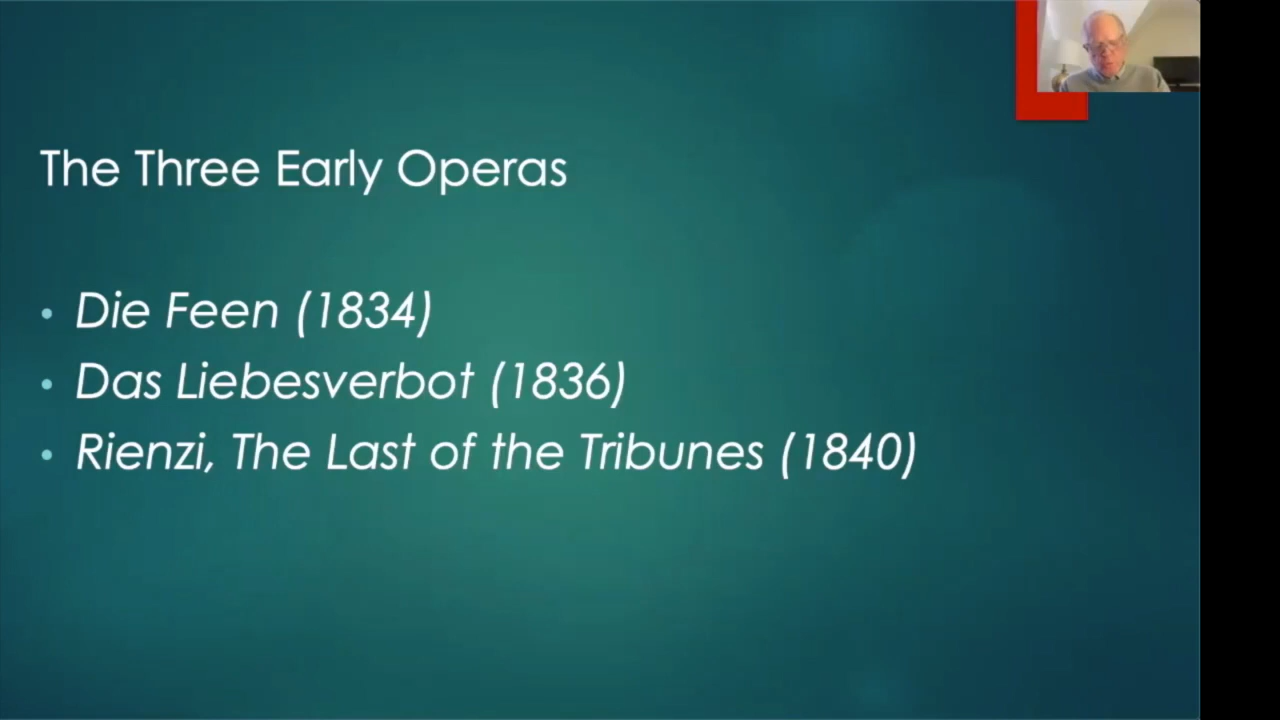 The Three Early Operas
• Die Feen (1834)
• Das Liebesverbot (1836)
• Rienzi, The Last of the Tribunes (1840)